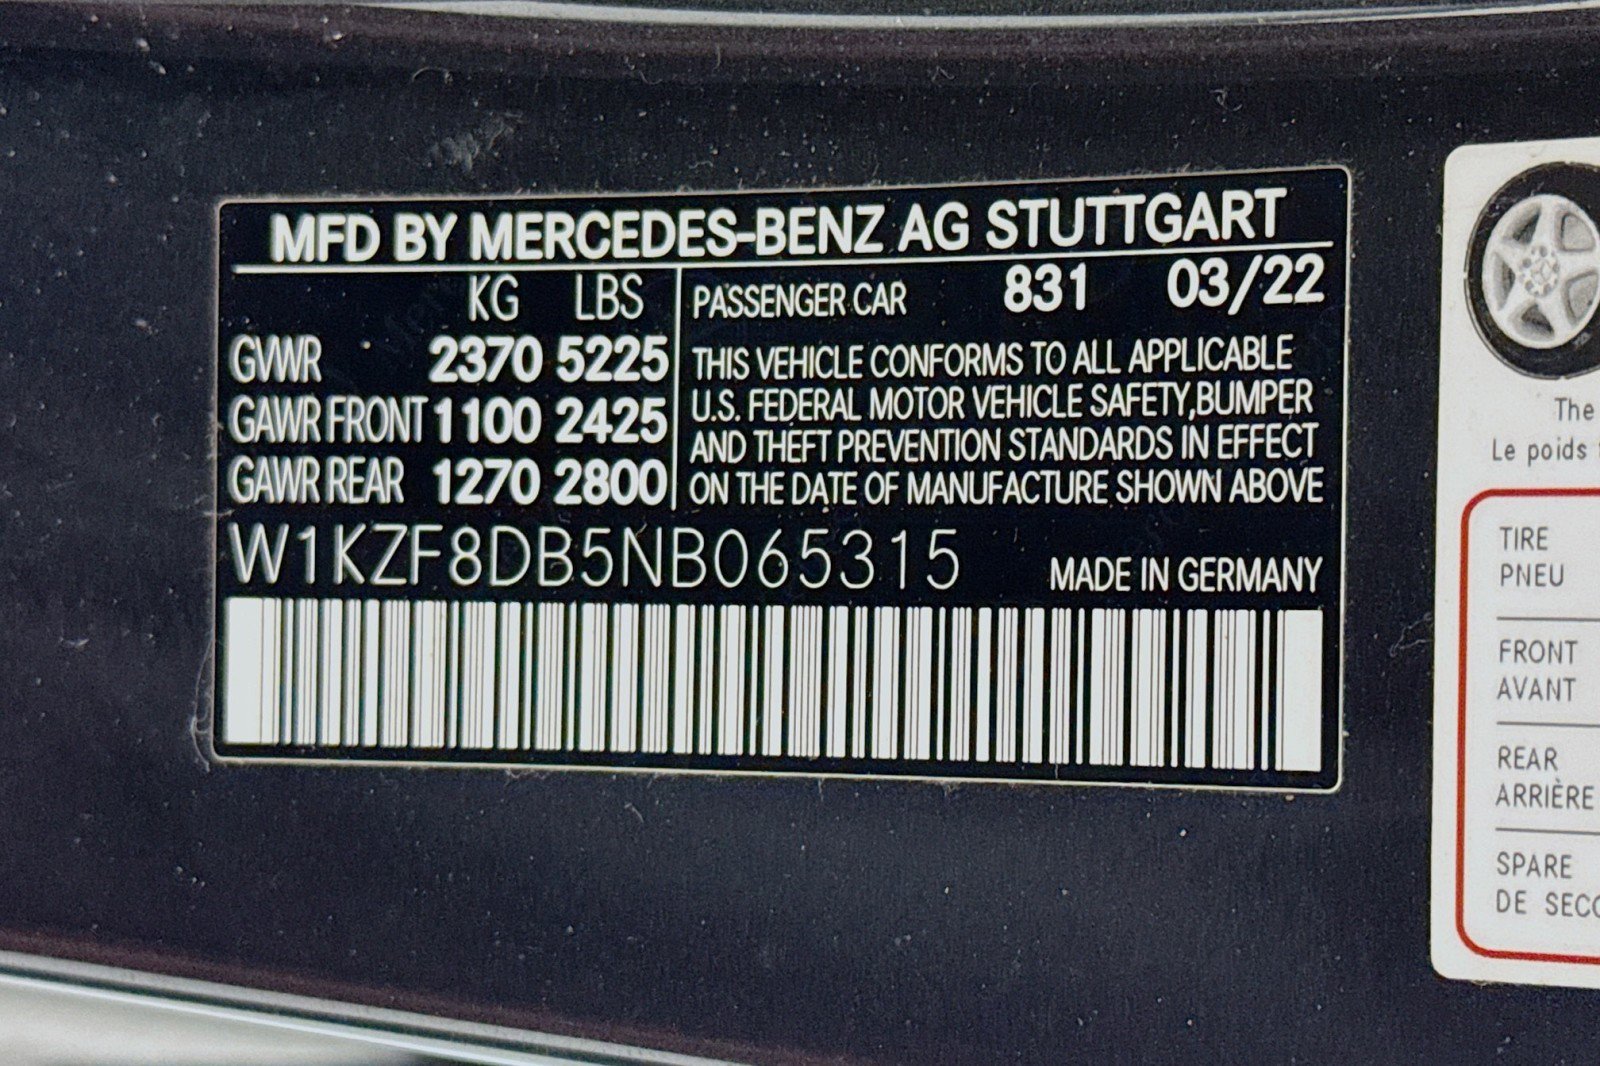 MFD BY MERCEDES-BENZ AG STUTTGART
KG LBS
GVWR 2370 5225
GAWR FRONT 1100 2425
GAWR REAR 1270 2800
PASSENGER CAR 831 03/22
THIS VEHICLE CONFORMS TO ALL APPLICABLE
U.S. FEDERAL MOTOR VEHICLE SAFETY,BUMPER
AND THEFT PREVENTION STANDARDS IN EFFECT
ON THE DATE OF MANUFACTURE SHOWN ABOVE
W1KZF8DB5NB065315
MADE IN GERMANY
The
Le poids
TIRE
PNEU
FRONT
AVANT
REAR
ARRIÈRE
SPARE
DE SECO